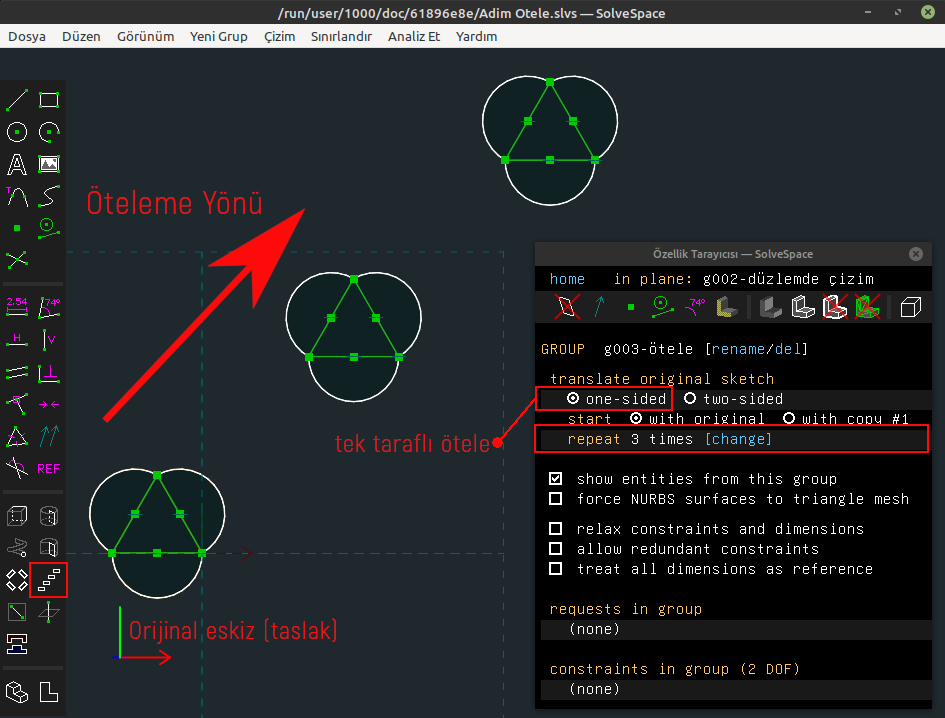 /run/user/1000/doc/61896e8e/Adim Otele.slvs — SolveSpace
Dosya Düzen Görünüm Yeni Grup Çizim Sınırlandır Analiz Et Yardım
A
T
2.54 74°
H V
REF
Öteleme Yönü
tek taraflı ötele
Orijinal eskiz (taslak)
Özellik Tarayıcısı — SolveSpace
home in plane: g002-düzlemde çizim
74°
GROUP g003-ötele [rename/del]
translate original sketch
one-sided two-sided
start with original with copy #1
repeat 3 times [change]
show entities from this group
force NURBS surfaces to triangle mesh
relax constraints and dimensions
allow redundant constraints
treat all dimensions as reference
requests in group
(none)
constraints in group (2 DOF)
(none)